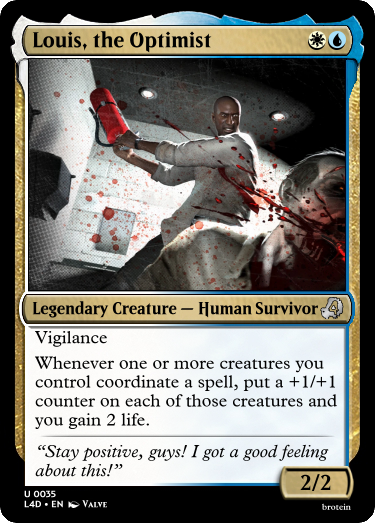 Louis, the Optimist
Legendary Creature — Human Survivor
Vigilance
Whenever one or more creatures you
control coordinate a spell, put a +1/+1
counter on each of those creatures and
you gain 2 life.
“Stay positive, guys! I got a good feeling
about this!”
2/2
U 0035
L4D • EN VALVE
brotein